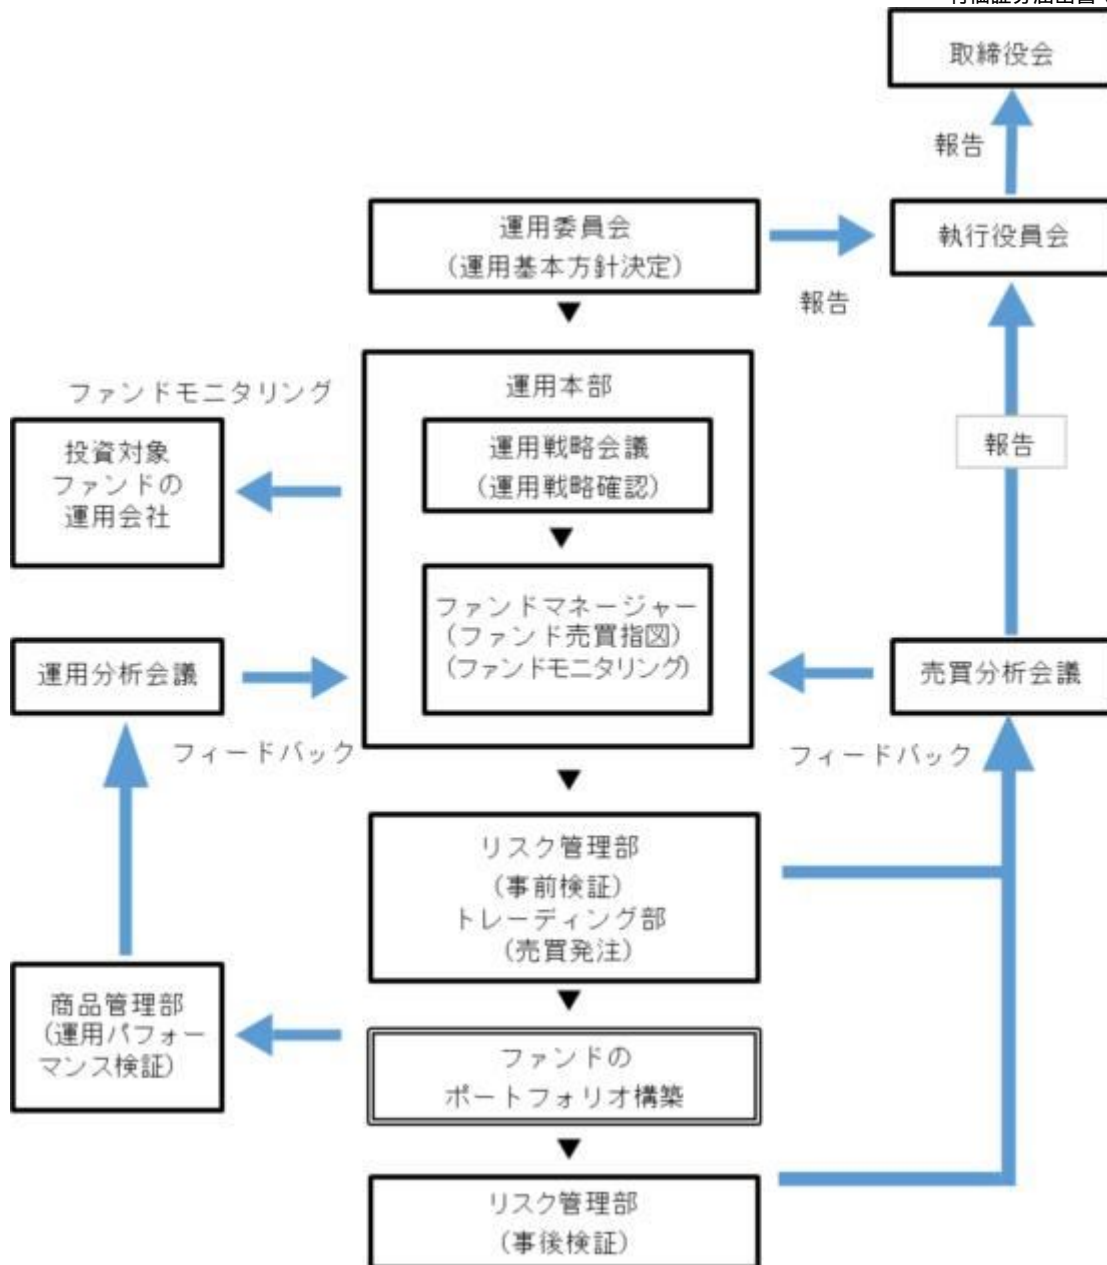 取締役会
報告
運用委員会
(運用基本方針決定)
執行役員会
報告
運用本部
ファンドモニタリング
投資対象
ファンドの
運用会社
運用戦略会議
(運用戦略確認)
報告
ファンドマネージャー
(ファンド売買指図)
(ファンドモニタリング)
運用分析会議
売買分析会議
フィードバック
フィードバック
リスク管理部
(事前検証)
トレーディング部
(売買発注)
商品管理部
(運用パフォー
マンス検証)
ファンドの
ポートフォリオ構築
リスク管理部
(事後検証)